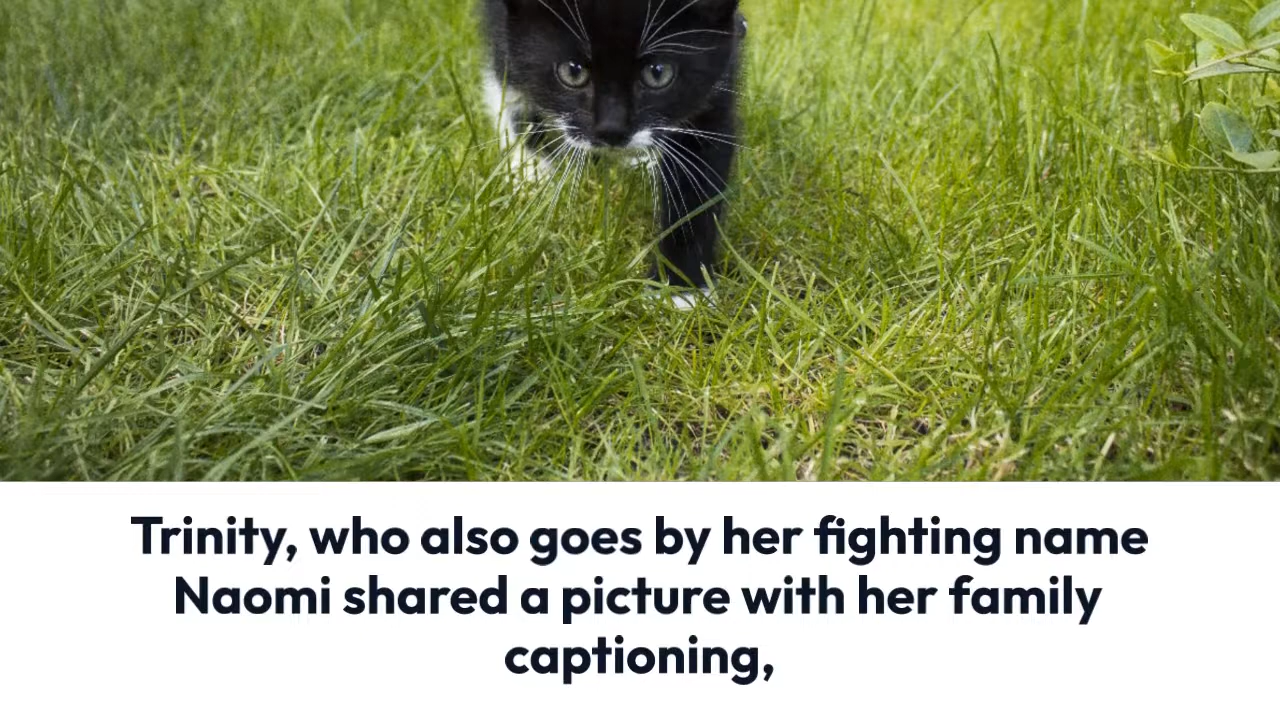 Trinity, who also goes by her fighting name
Naomi shared a picture with her family
captioning,